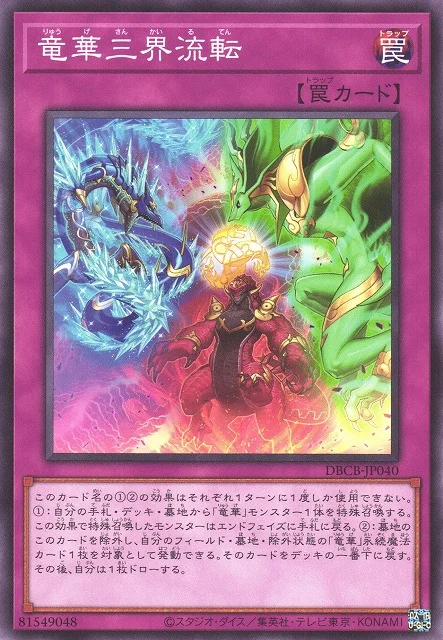 竜華三界流転
りゅうげさんかいるてん
罠
トラップ
【罠カード】
トラップ
DBCB-JP040
このカード名の①②の効果はそれぞれ1ターンに1度しか使用できない。
①：自分の手札・デッキ・墓地から「竜華」モンスター1体を特殊召喚する。
この効果で特殊召喚したモンスターはエンドフェイズに手札に戻る。②：墓地の
このカードを除外し、自分のフィールド・墓地・除外状態の「竜華」永続魔法
カード1枚を対象として発動できる。そのカードをデッキの一番下に戻す。
その後、自分は1枚ドローする。
81549048
©スタジオ・ダイス／集英社・テレビ東京・KONAMI